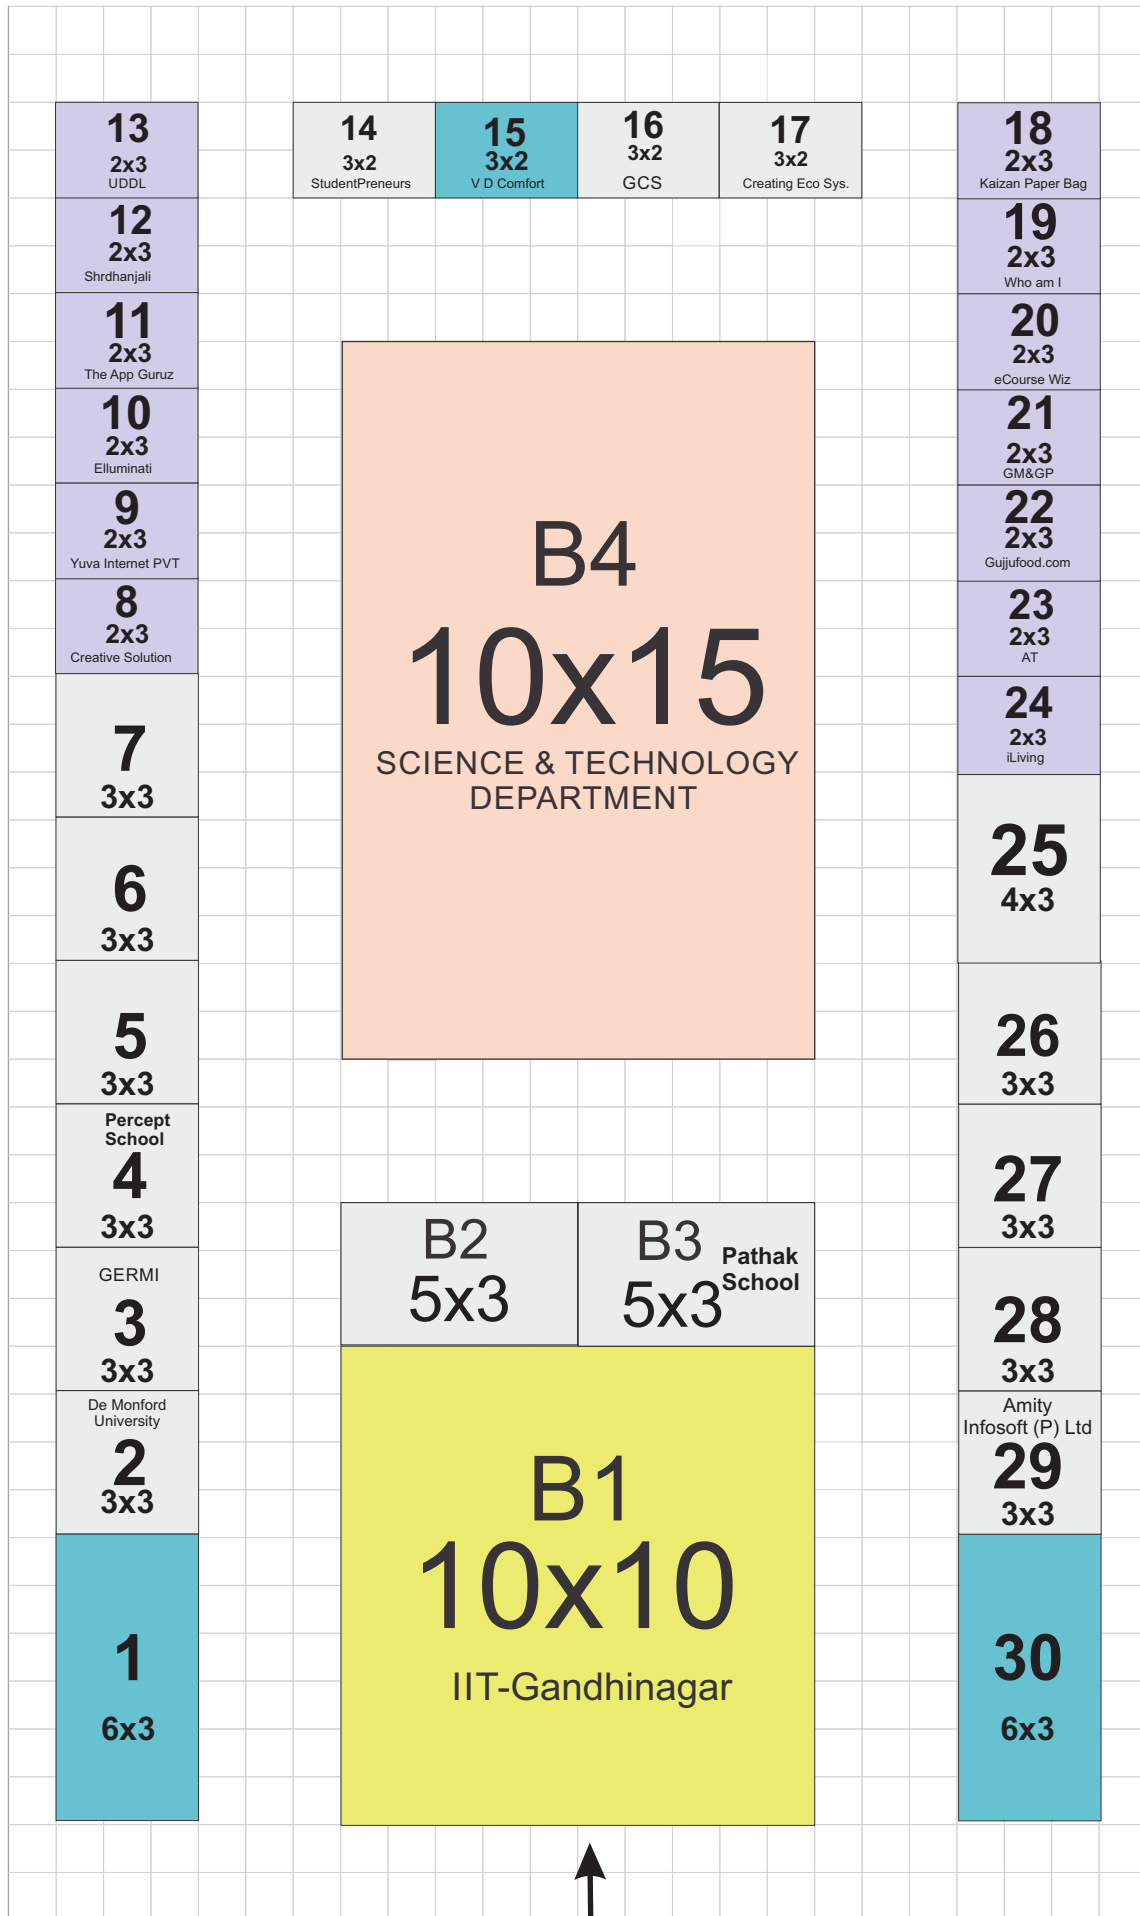 13
2x3
UDDL
12
2x3
Shrdhanjali
11
2x3
The App Guruz
10
2x3
Elluminati
9
2x3
Yuva Internet PVT
8
2x3
Creative Solution
7
3x3
6
3x3
5
3x3
Percept
School
4
3x3
GERMI
3
3x3
De Monford
University
2
3x3
1
6x3
14
3x2
StudentPreneurs
15
3x2
V D Comfort
16
3x2
GCS
17
3x2
Creating Eco Sys.
B4
10x15
SCIENCE & TECHNOLOGY
DEPARTMENT
B2
5x3
B3
5x3
Pathak
School
B1
10x10
IIT-Gandhinagar
18
2x3
Kaizan Paper Bag
19
2x3
Who am I
20
2x3
eCourse Wiz
21
2x3
GM&GP
22
2x3
Gujjufood.com
23
2x3
AT
24
2x3
iLiving
25
4x3
26
3x3
27
3x3
28
3x3
Amity
Infosoft (P) Ltd
29
3x3
30
6x3